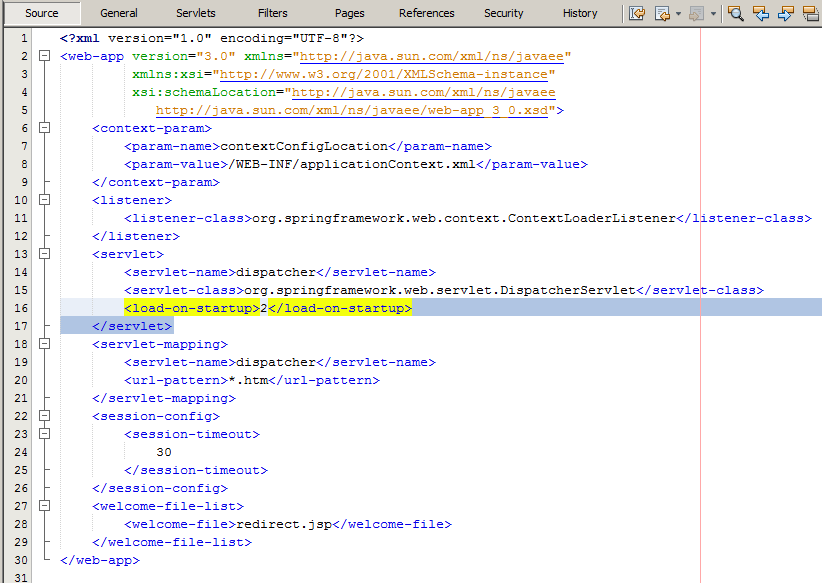 Source General Servlets Filters Pages References Security History
1 <?xml version="1.0" encoding="UTF-8"?>
2 <web-app version="3.0" xmlns="http://java.sun.com/xml/ns/javaee"
3 xmlns:xsi="http://www.w3.org/2001/XMLSchema-instance"
4 xsi:schemaLocation="http://java.sun.com/xml/ns/javaee
5 http://java.sun.com/xml/ns/javaee/web-app_3_0.xsd">
6 <context-param>
7 <param-name>contextConfigLocation</param-name>
8 <param-value>/WEB-INF/applicationContext.xml</param-value>
9 </context-param>
10 <listener>
11 <listener-class>org.springframework.web.context.ContextLoaderListener</listener-class>
12 </listener>
13 <servlet>
14 <servlet-name>dispatcher</servlet-name>
15 <servlet-class>org.springframework.web.servlet.DispatcherServlet</servlet-class>
16 <load-on-startup>2</load-on-startup>
17 </servlet>
18 <servlet-mapping>
19 <servlet-name>dispatcher</servlet-name>
20 <url-pattern>*.htm</url-pattern>
21 </servlet-mapping>
22 <session-config>
23 <session-timeout>
24 30
25 </session-timeout>
26 </session-config>
27 <welcome-file-list>
28 <welcome-file>redirect.jsp</welcome-file>
29 </welcome-file-list>
30 </web-app>
31